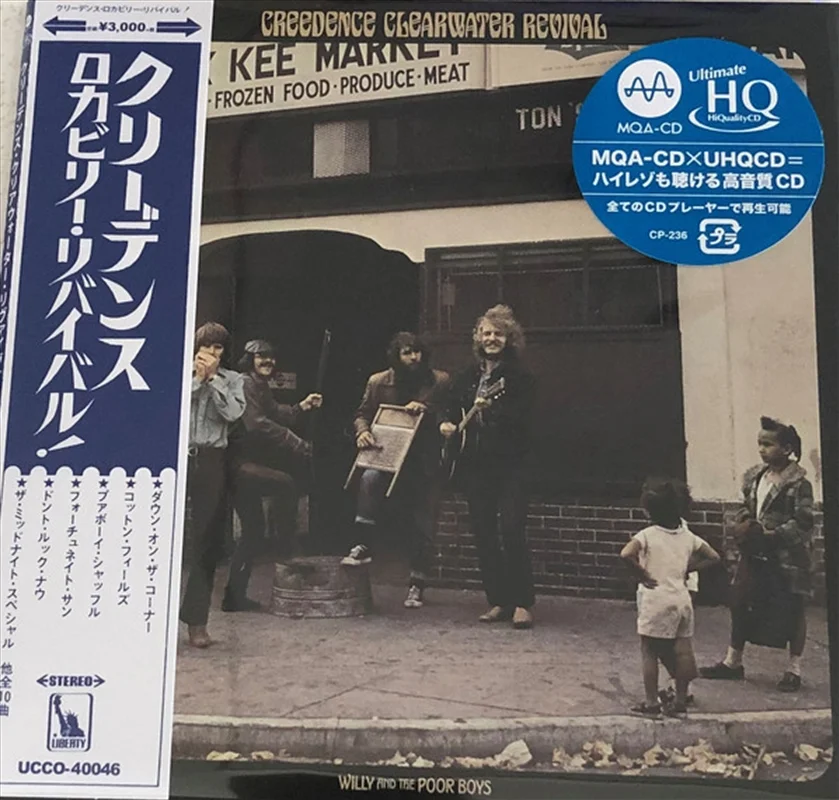 クリーデンス・ロカビリー・リバイバル!
¥3,000
クリーデンス
ロカビリー・リバイバル!
★ダウン・オン・ザ・コーナー
★コットン・フィールズ
★プアボーイ・シャッフル
★フォーチュネイト・サン
★ドント・ルック・ナウ
★ザ・ミッドナイト・スペシャル
他全10曲
STEREO
LIBERTY
UCCO-40046
クリーデンス・クリアウォーター・リヴァイヴァル
CREEDENCE CLEARWATER REVIVAL
KEE MARKET
FROZEN FOOD·PRODUCE·MEAT
TON
MQA-CD
Ultimate
HQ
HiQualityCD
MQA-CD×UHQCD=
ハイレゾも聴ける高音質CD
全てのCDプレーヤーで再生可能
CP-236
プラ
WILLY AND THE POOR BOYS